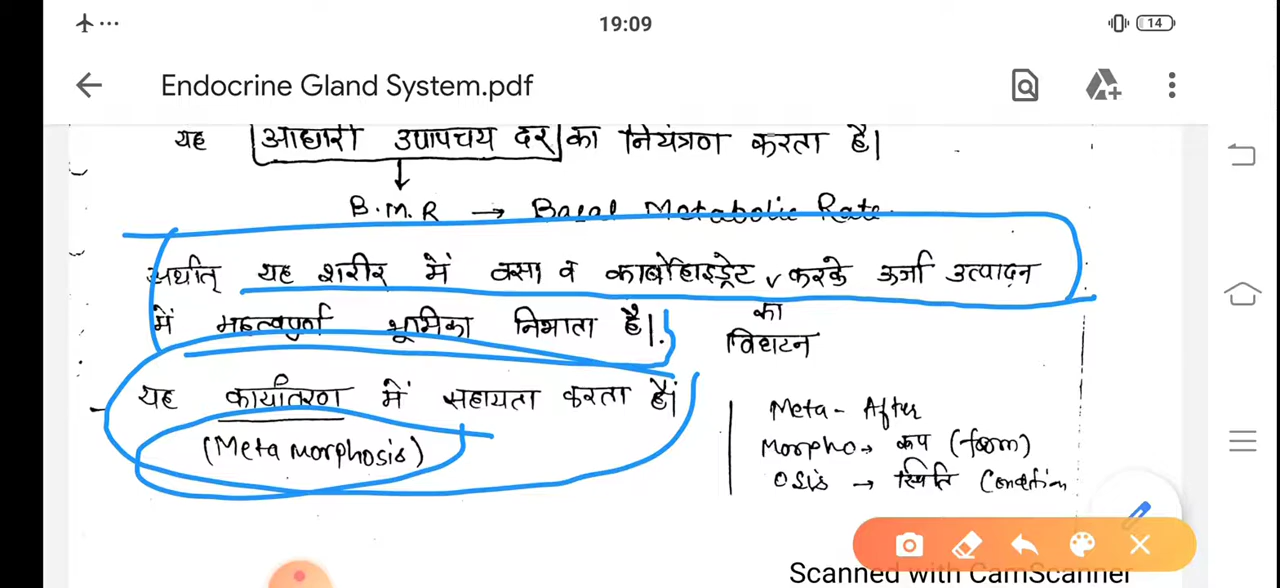 19:09
14
Endocrine Gland System.pdf
यह आधारी उपापचय दर का नियंत्रण करता है।
B.M.R → Basal Metabolic Rate.
अर्थात् यह शरीर में वसा व कार्बोहाइड्रेट ✓ करके ऊर्जा उत्पादन
का विघटन
में महत्वपुर्ण भूमिका निभाता है।
यह कायांतरण में सहायता करता है।
(Metamorphosis)
Meta - After
Morpho → रूप (form)
Osis → स्थिति Condition
Scanned with CamScanner